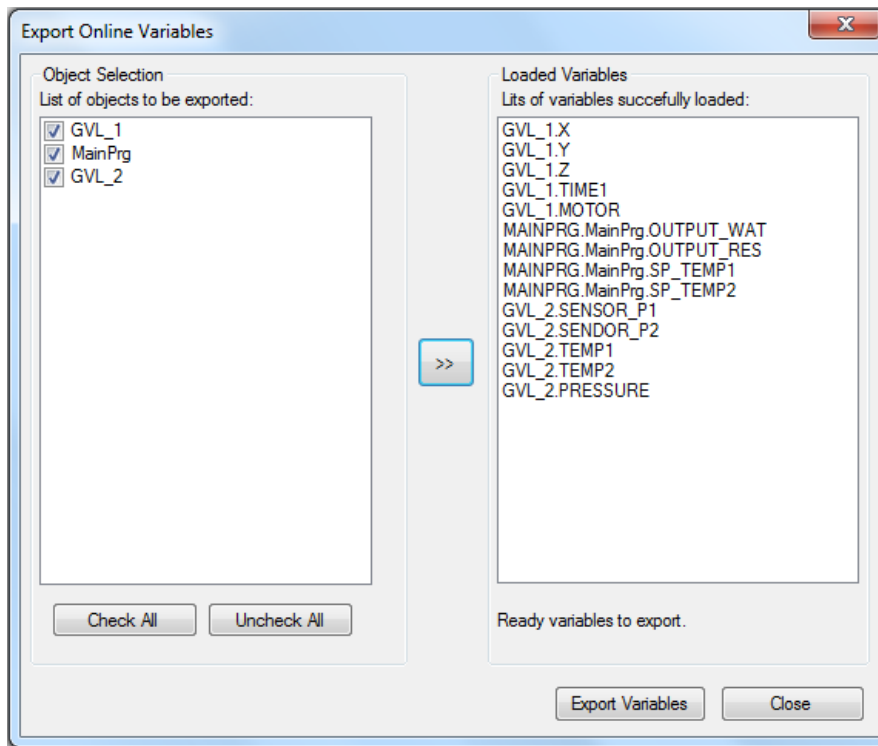 Export Online Variables
X
Object Selection
List of objects to be exported:
GVL_1
MainPrg
GVL_2
Check All
Uncheck All
>>
Loaded Variables
Lits of variables succefully loaded:
GVL_1.X
GVL_1.Y
GVL_1.Z
GVL_1.TIME1
GVL_1.MOTOR
MAINPRG.MainPrg.OUTPUT_WAT
MAINPRG.MainPrg.OUTPUT_RES
MAINPRG.MainPrg.SP_TEMP1
MAINPRG.MainPrg.SP_TEMP2
GVL_2.SENSOR_P1
GVL_2.SENDOR_P2
GVL_2.TEMP1
GVL_2.TEMP2
GVL_2.PRESSURE
Ready variables to export.
Export Variables
Close